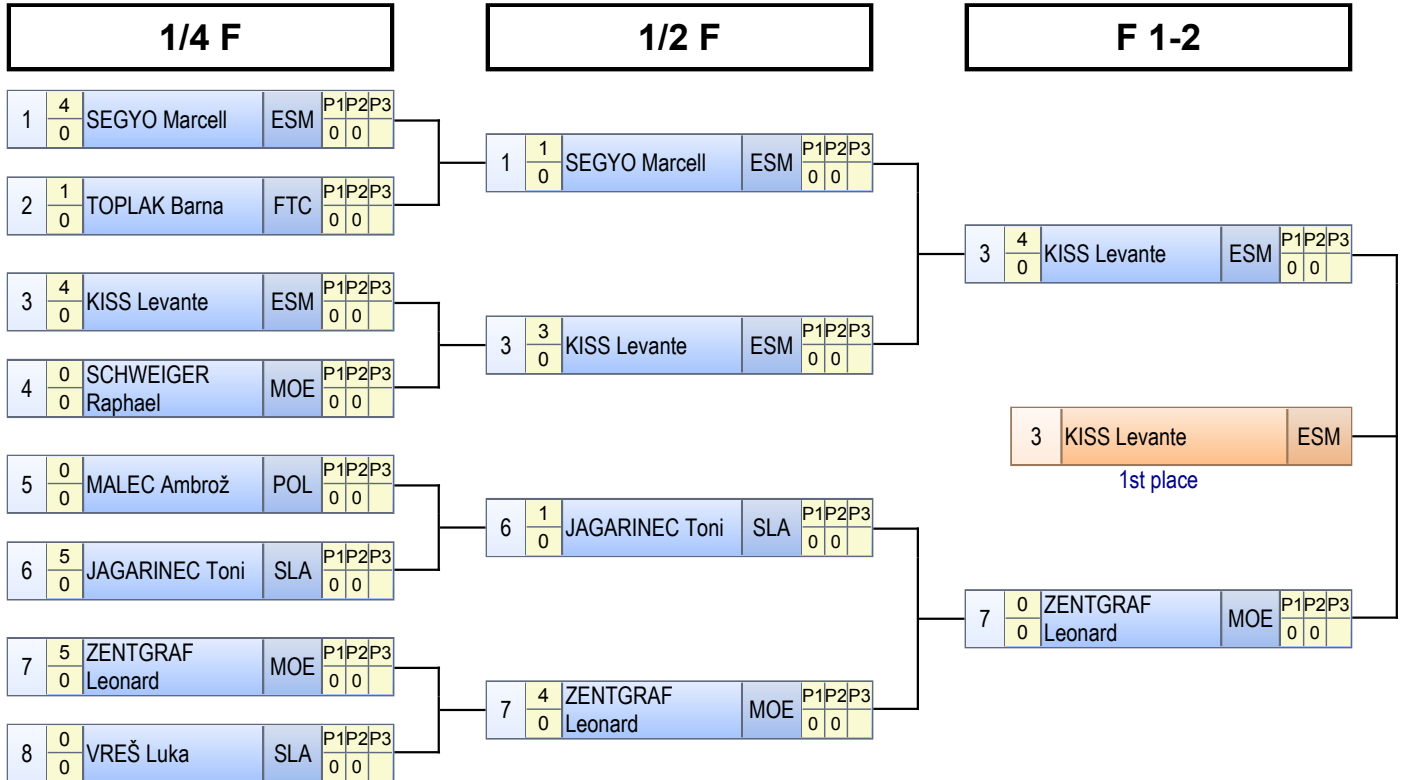 1/4 F
1/2 F
F 1-2
1 4 0 SEGYO Marcell ESM P1 P2 P3 0 0
2 1 0 TOPLAK Barna FTC P1 P2 P3 0 0
3 4 0 KISS Levante ESM P1 P2 P3 0 0
4 0 0 SCHWEIGER
Raphael MOE P1 P2 P3 0 0
5 0 0 MALEC Ambrož POL P1 P2 P3 0 0
6 5 0 JAGARINEC Toni SLA P1 P2 P3 0 0
7 5 0 ZENTGRAF
Leonard MOE P1 P2 P3 0 0
8 0 0 VREŠ Luka SLA P1 P2 P3 0 0
1 1 0 SEGYO Marcell ESM P1 P2 P3 0 0
3 3 0 KISS Levante ESM P1 P2 P3 0 0
6 1 0 JAGARINEC Toni SLA P1 P2 P3 0 0
7 4 0 ZENTGRAF
Leonard MOE P1 P2 P3 0 0
3 4 0 KISS Levante ESM P1 P2 P3 0 0
3 KISS Levante ESM
1st place
7 0 0 ZENTGRAF
Leonard MOE P1 P2 P3 0 0